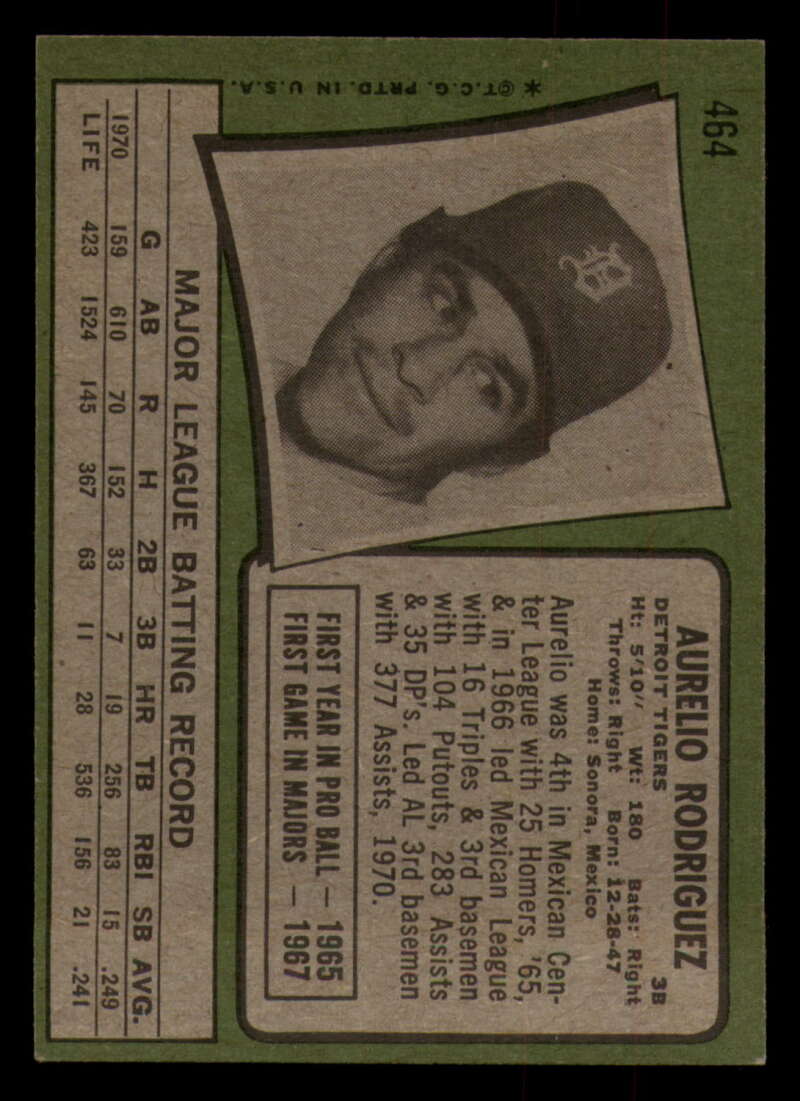 464
* ©T.C.G. PRTD. IN U.S.A.
D
AURELIO RODRIGUEZ
DETROIT TIGERS 3B
Ht: 5'10" Wt: 180 Bats: Right
Throws: Right Born: 12-28-47
Home: Sonora, Mexico
Aurelio was 4th in Mexican Cen-
ter League with 25 Homers, '65,
& in 1966 led Mexican League
with 16 Triples & 3rd basemen
with 104 Putouts, 283 Assists
& 35 DP's. Led AL 3rd basemen
with 377 Assists, 1970.
FIRST YEAR IN PRO BALL — 1965
FIRST GAME IN MAJORS — 1967
MAJOR LEAGUE BATTING RECORD
G AB R H 2B 3B HR TB RBI SB AVG.
1970 159 610 70 152 33 7 19 256 83 15 .249
LIFE 423 1524 145 367 63 11 28 536 156 21 .241